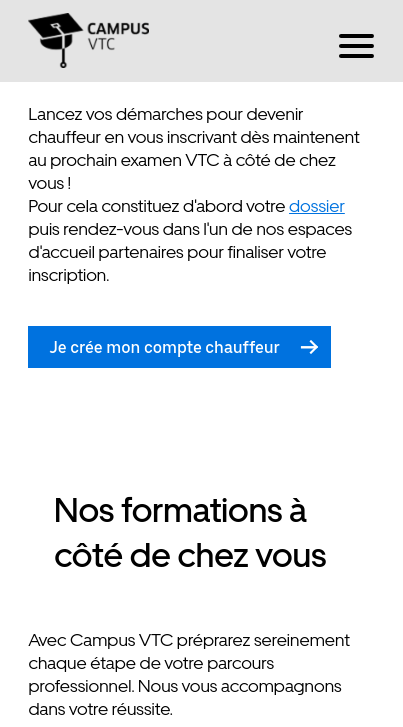 CAMPUS
VTC
Lancez vos démarches pour devenir
chauffeur en vous inscrivant dès maintenent
au prochain examen VTC à côté de chez
vous !
Pour cela constituez d'abord votre dossier
puis rendez-vous dans l'un de nos espaces
d'accueil partenaires pour finaliser votre
inscription.
Je crée mon compte chauffeur
Nos formations à
côté de chez vous
Avec Campus VTC préprarez sereinement
chaque étape de votre parcours
professionnel. Nous vous accompagnons
dans votre réussite.